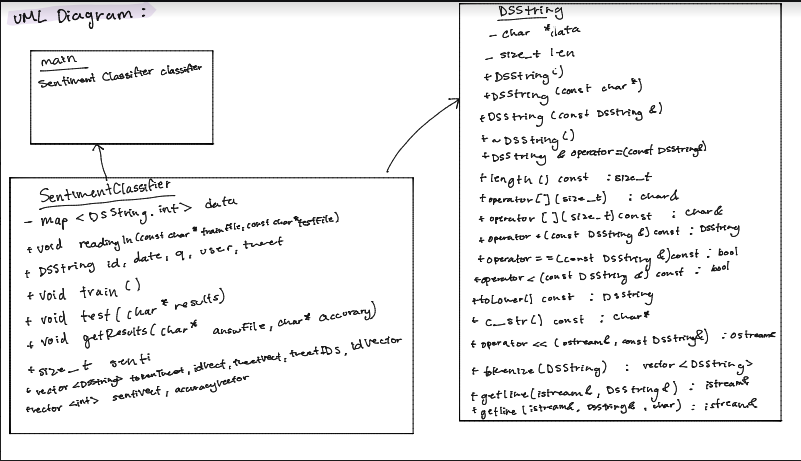 UML Diagram :
main
Sentiment Classifier classifier
SentimentClassifier
- map <DSString, int> data
+ void readingIn(const char* trainFile, const char* testFile)
+ DSString id, date, q, user, tweet
+ void train ()
+ void test( char* results)
+ void getResults( char* answFile, char* accuracy)
+ size_t senti
+ vector <DSString> tokenTweet, idVect, tweetVect, tweetIDS, idVector
+vector <int> sentiVect, accuracyVector
DSString
- char *data
- size_t len
+ DSString()
+DSString (const char*)
+ DSString (const DSString &)
+ ~DSString ()
+DSString & operator=(const DSString&)
+length () const : size_t
+operator[](size_t) : char&
+ operator [](size_t) const : char&
+ operator + (const DSString &) const : DSString
+operator == (const DSString &)const : bool
+operator < (const DSString &) const : bool
+toLower() const : DSString
+ c_str() const : char*
+ operator << (ostream&, const DSString&) : ostream&
+ tokenize (DSString) : vector <DSString>
+ getline(istream&, DSString&) : istream&
+ getline (istream&, DSString&, char) : istream&